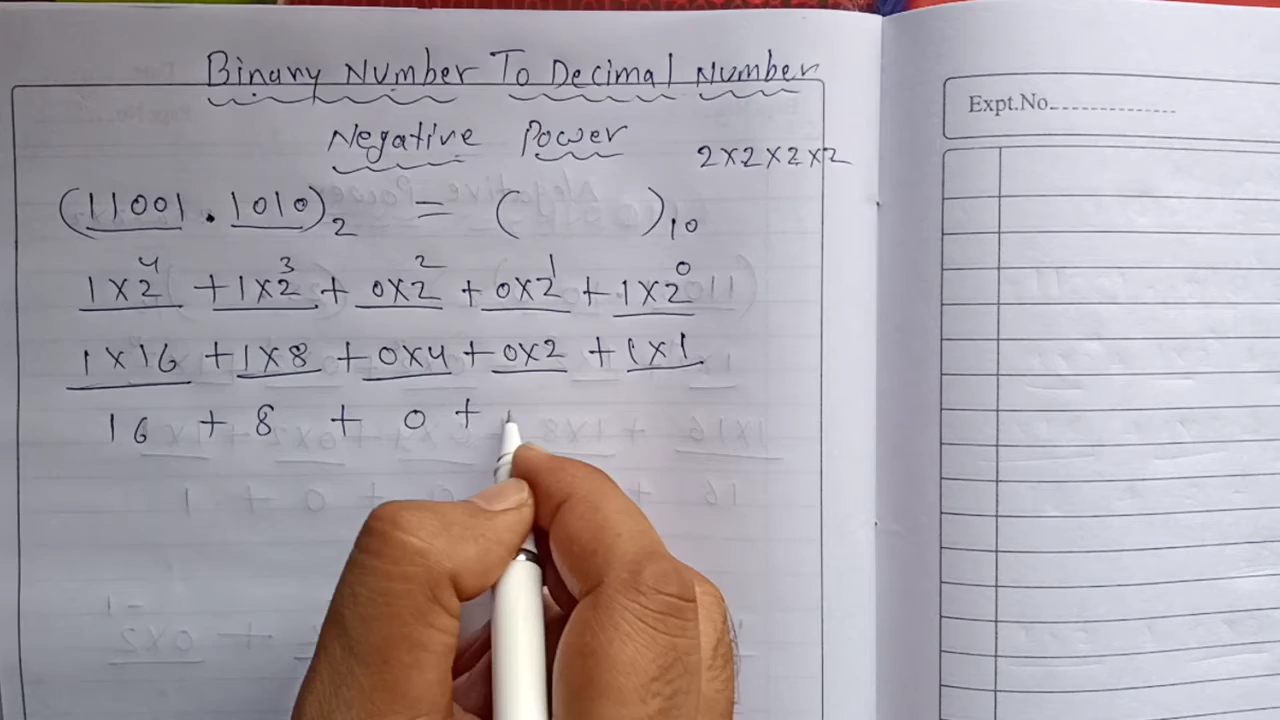 Binary Number To Decimal Number
Negative Power
2×2×2×2
(11001.1010)₂ = ( )₁₀
1×2⁴ + 1×2³ + 0×2² + 0×2¹ + 1×2⁰
1×16 + 1×8 + 0×4 + 0×2 + 1×1
16 + 8 + 0 +
Expt.No.